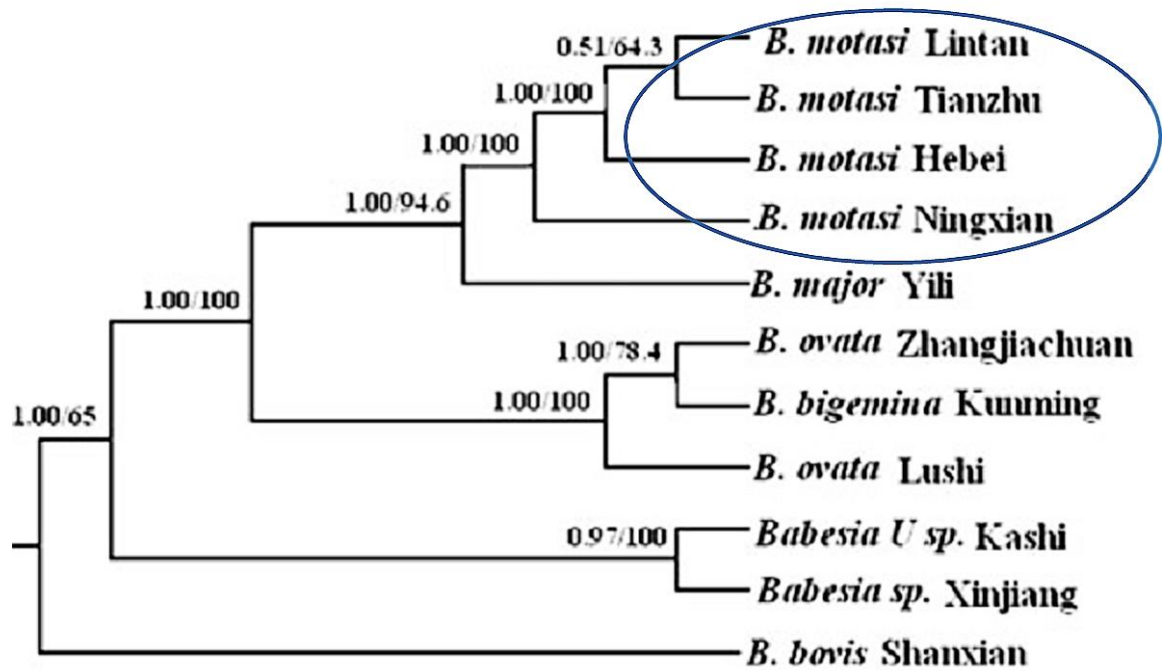 0.51/64.3
B. motasi Lintan
1.00/100
B. motasi Tianzhu
1.00/100
B. motasi Hebei
1.00/94.6
B. motasi Ningxian
1.00/100
B. major Yili
1.00/78.4
B. ovata Zhangjiachuan
1.00/100
B. bigemina Kunming
1.00/65
B. ovata Lushi
0.97/100
Babesia U sp. Kashi
Babesia sp. Xinjiang
B. bovis Shanxian